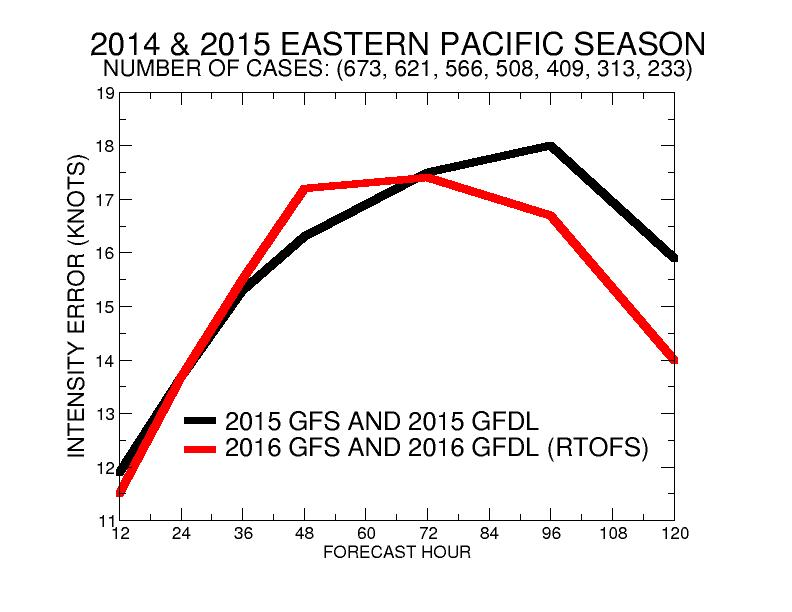 2014 & 2015 EASTERN PACIFIC SEASON
NUMBER OF CASES: (673, 621, 566, 508, 409, 313, 233)
INTENSITY ERROR (KNOTS)
19
18
17
16
15
14
13
12
11
2015 GFS AND 2015 GFDL
2016 GFS AND 2016 GFDL (RTOFS)
12 24 36 48 60 72 84 96 108 120
FORECAST HOUR